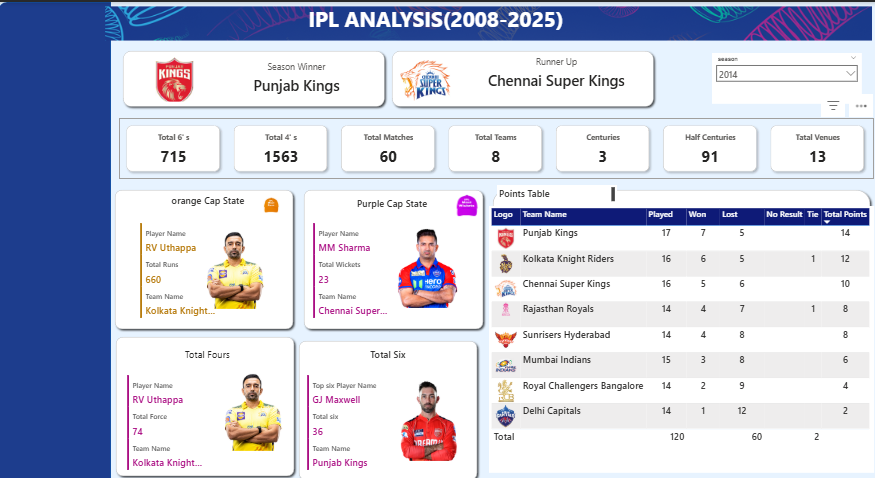 IPL ANALYSIS(2008-2025)
Season Winner
Punjab Kings
Runner Up
Chennai Super Kings
season
2014
PUNJAB
KINGS
CHENNAI
SUPER
KINGS
Total 6' s
715
Total 4' s
1563
Total Matches
60
Total Teams
8
Centuries
3
Half Centuries
91
Tatal Venues
13
orange Cap State
Player Name
RV Uthappa
Total Runs
660
Team Name
Kolkata Knight...
Purple Cap State
Player Name
MM Sharma
Total Wickets
23
Team Name
Chennai Super...
Total Fours
Player Name
RV Uthappa
Total Force
74
Team Name
Kolkata Knight...
Total Six
Top six Player Name
GJ Maxwell
Total six
36
Team Name
Punjab Kings
Points Table
Logo Team Name Played Won Lost No Result Tie Total Points
Punjab Kings 17 7 5 14
Kolkata Knight Riders 16 6 5 1 12
Chennai Super Kings 16 5 6 10
Rajasthan Royals 14 4 7 1 8
Sunrisers Hyderabad 14 4 8 8
Mumbai Indians 15 3 8 6
Royal Challengers Bangalore 14 2 9 4
Delhi Capitals 14 1 12 2
Total 120 60 2